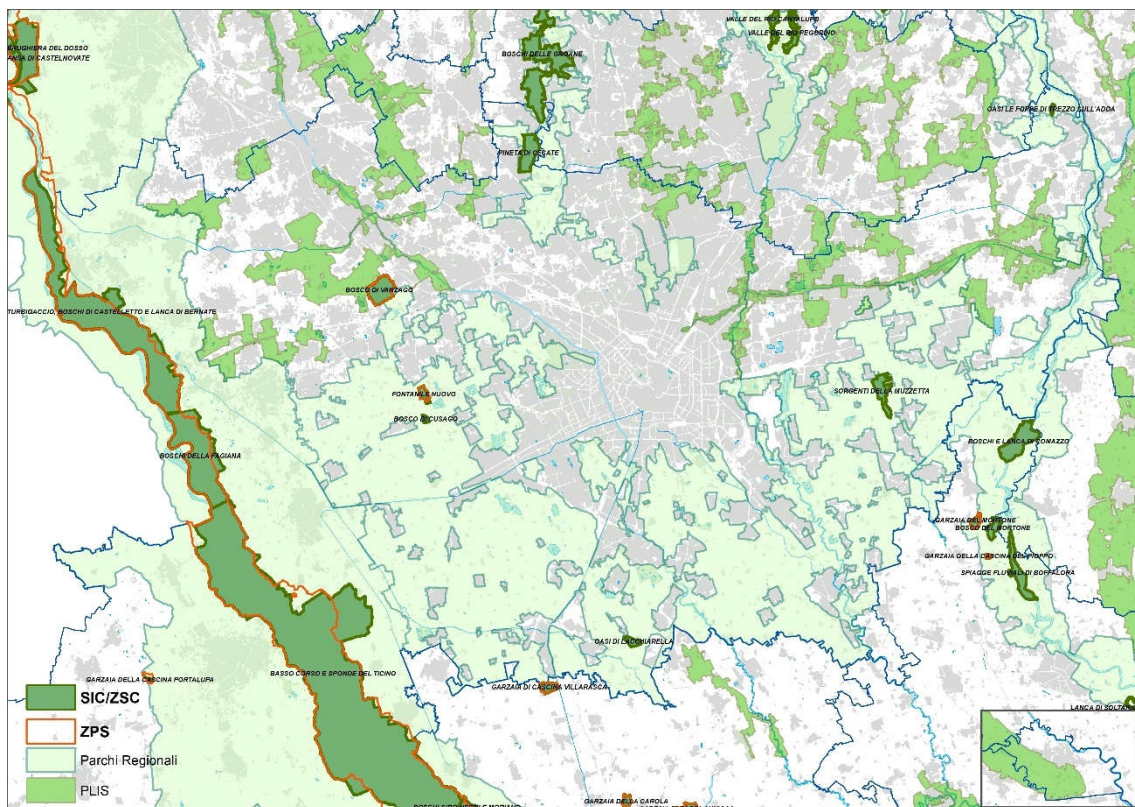 VALLE DEL RIO CANTALUPO
VALLE DEL RIO PEGORINO
BRUGHIERA DEL DOSSO
ANSA DI CASTELNOVATE
BOSCHI DELLE GROANE
OASI LE FOPPE DI TREZZO SULL'ADDA
PINETA DI CESATE
BOSCO DI VANZAGO
TURBIGACCIO, BOSCHI DI CASTELLETTO E LANCA DI BERNATE
FONTANILE NUOVO
SORGENTI DELLA MUZZETTA
BOSCO DI CUSAGO
BOSCHI E LANCA DI COMAZZO
BOSCHI DELLA FAGIANA
GARZAIA DEL MORTONE
BOSCO DEL MORTONE
GARZAIA DELLA CASCINA DEL PIOPPO
SPIAGGE FLUVIALI DI BOFFALORA
OASI DI LACCHIARELLA
BASSO CORSO E SPONDE DEL TICINO
GARZAIA DELLA CASCINA PORTALUPA
GARZAIA DI CASCINA VILLARASCA
SIC/ZSC
LANCA DI SOLTAR
ZPS
Parchi Regionali
PLIS
GARZAIA DELLA CAROLA